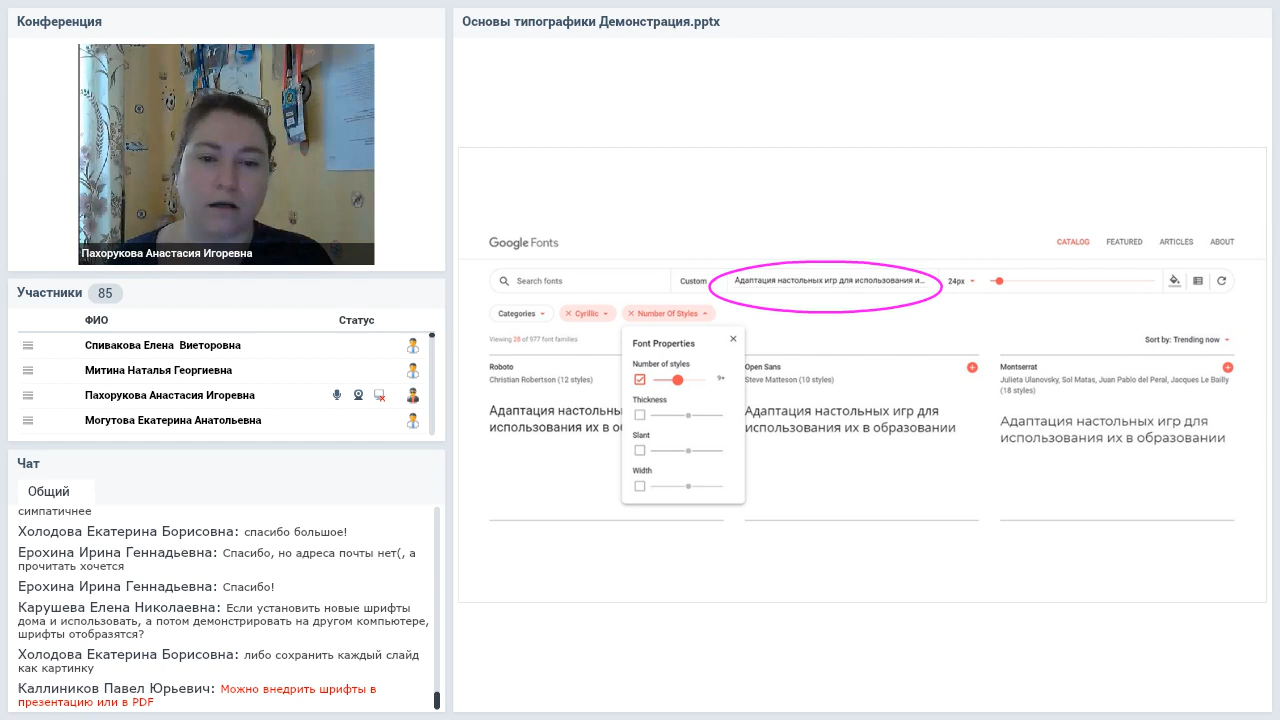 Конференция
Пахорукова Анастасия Игоревна
Участники 85
ФИО Статус
Спивакова Елена Виеторовна
Митина Наталья Георгиевна
Пахорукова Анастасия Игоревна
Могутова Екатерина Анатольевна
Чат
Общий
симпатичнее
Холодова Екатерина Борисовна: спасибо большое!
Ерохина Ирина Геннадьевна: Спасибо, но адреса почты нет(, а
прочитать хочется
Ерохина Ирина Геннадьевна: Спасибо!
Карушева Елена Николаевна: Если установить новые шрифты
дома и использовать, а потом демонстрировать на другом компьютере,
шрифты отобразятся?
Холодова Екатерина Борисовна: либо сохранить каждый слайд
как картинку
Каллиников Павел Юрьевич: Можно внедрить шрифты в
презентацию или в PDF
Основы типографики Демонстрация.pptx
Google Fonts
CATALOG FEATURED ARTICLES ABOUT
Search fonts Custom Адаптация настольных игр для использования и... 24px
Categories Cyrillic Number Of Styles
Viewing 28 of 977 font families
Sort by: Trending now
Font Properties
Number of styles
9+
Thickness
Slant
Width
Roboto
Christian Robertson (12 styles)
Адаптация настольны
использования их в о
Open Sans
Steve Matteson (10 styles)
Адаптация настольных игр для
использования их в образовании
Montserrat
Julieta Ulanovsky, Sol Matas, Juan Pablo del Peral, Jacques Le Bailly
(18 styles)
Адаптация настольных игр для
использования их в образовании